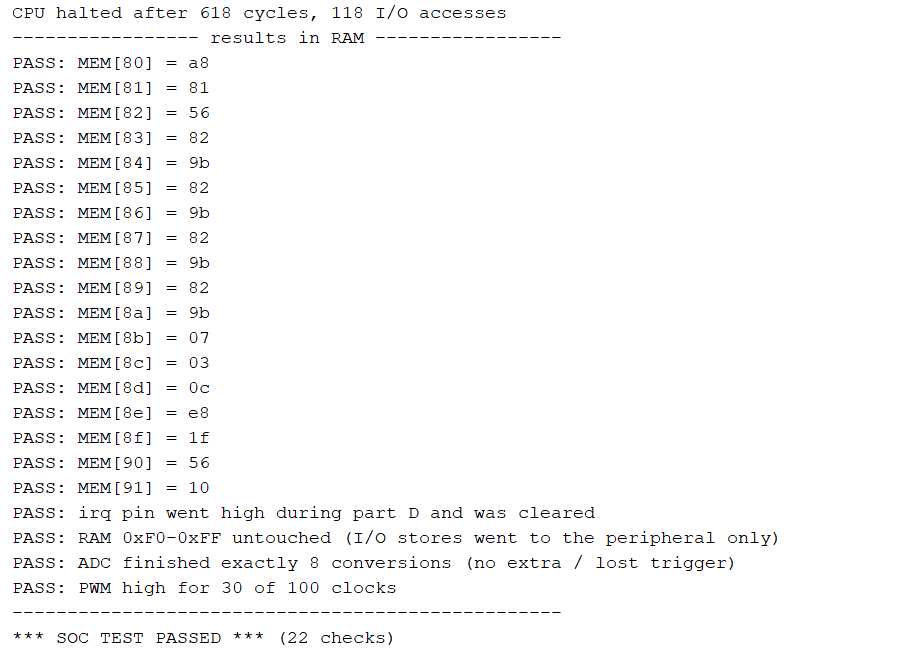 CPU halted after 618 cycles, 118 I/O accesses
----------------- results in RAM -----------------
PASS: MEM[80] = a8
PASS: MEM[81] = 81
PASS: MEM[82] = 56
PASS: MEM[83] = 82
PASS: MEM[84] = 9b
PASS: MEM[85] = 82
PASS: MEM[86] = 9b
PASS: MEM[87] = 82
PASS: MEM[88] = 9b
PASS: MEM[89] = 82
PASS: MEM[8a] = 9b
PASS: MEM[8b] = 07
PASS: MEM[8c] = 03
PASS: MEM[8d] = 0c
PASS: MEM[8e] = e8
PASS: MEM[8f] = 1f
PASS: MEM[90] = 56
PASS: MEM[91] = 10
PASS: irq pin went high during part D and was cleared
PASS: RAM 0xF0-0xFF untouched (I/O stores went to the peripheral only)
PASS: ADC finished exactly 8 conversions (no extra / lost trigger)
PASS: PWM high for 30 of 100 clocks
---------------------------------------------------
*** SOC TEST PASSED *** (22 checks)